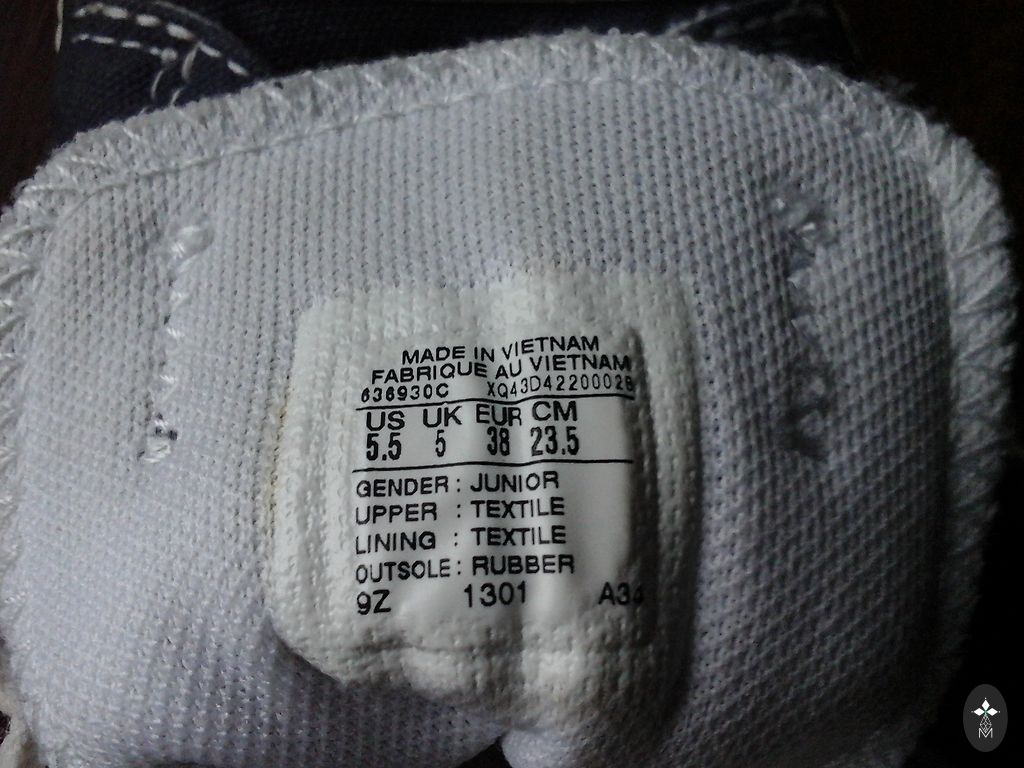 MADE IN VIETNAM
FABRIQUE AU VIETNAM
636930C XQ43D42200028
US UK EUR CM
5.5 5 38 23.5
GENDER : JUNIOR
UPPER : TEXTILE
LINING : TEXTILE
OUTSOLE : RUBBER
9Z 1301 A34